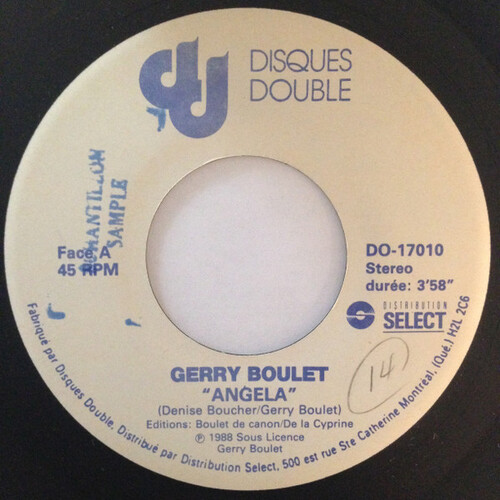 DISQUES
DOUBLE
ÉCHANTILLON
SAMPLE
Face A
45 RPM
DO-17010
Stereo
durée: 3'58"
DISTRIBUTION
SELECT
14
GERRY BOULET
"ANGELA"
(Denise Boucher/Gerry Boulet)
Editions: Boulet de canon/De la Cyprine
℗ 1988 Sous Licence
Gerry Boulet
Fabriqué par Disques Double, Distribué par Distribution Select, 500 est rue Ste Catherine Montréal, (Qué.) H2L 2C6